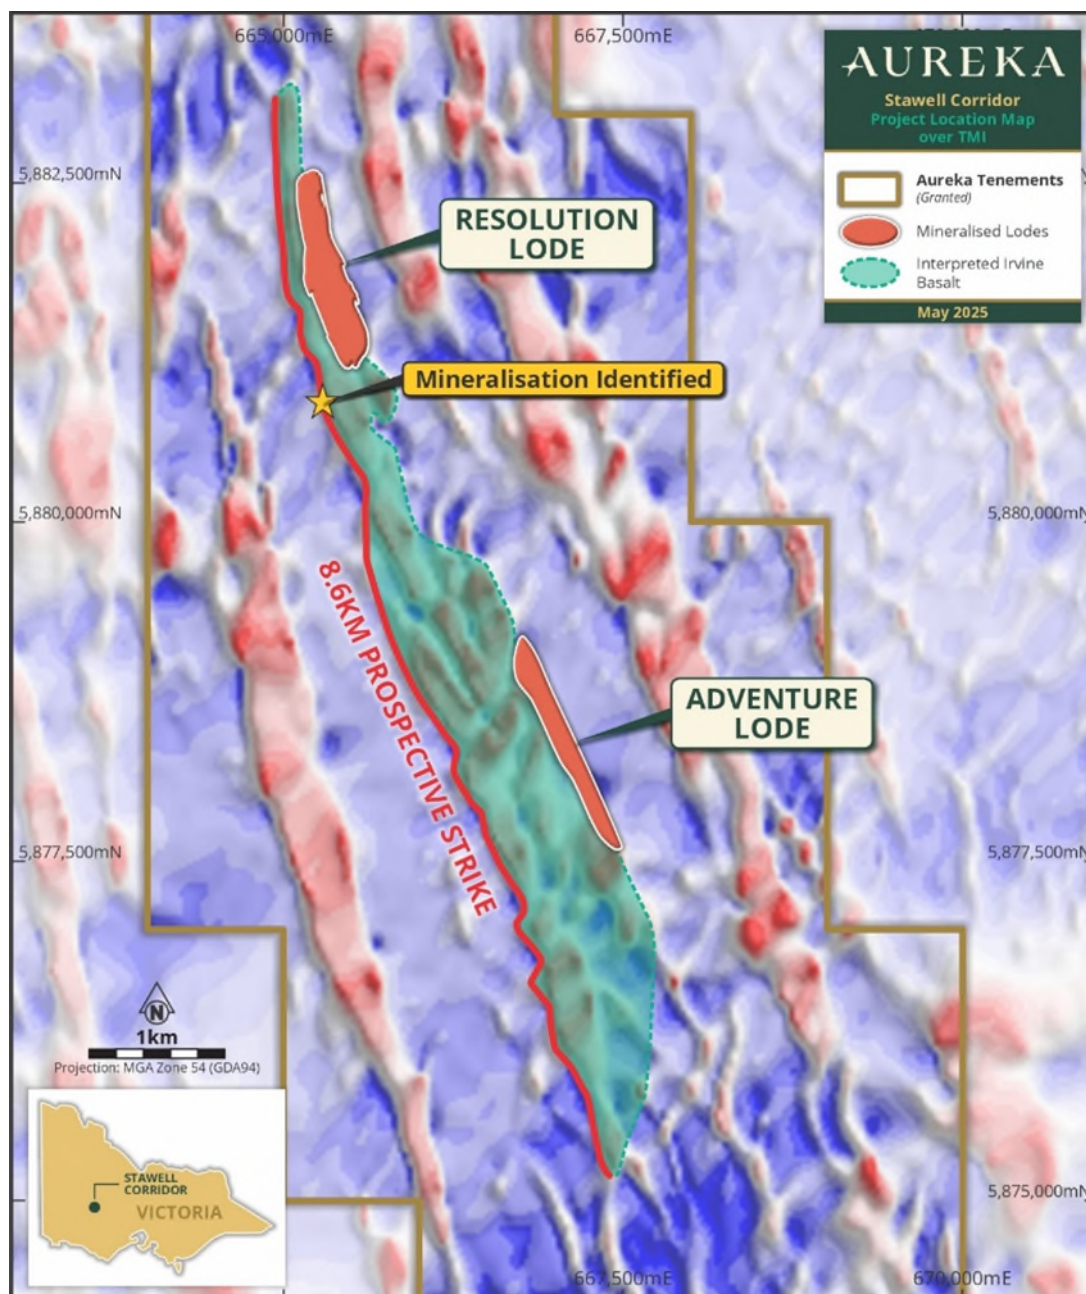 665,000mE
667,500mE
AUREKA
Stawell Corridor
Project Location Map
over TMI
Aureka Tenements
(Granted)
Mineralised Lodes
Interpreted Irvine
Basalt
May 2025
5,882,500mN
RESOLUTION
LODE
Mineralisation Identified
5,880,000mN
5,880,000mN
8.6KM PROSPECTIVE STRIKE
ADVENTURE
LODE
5,877,500mN
5,877,500mN
N
1km
Projection: MGA Zone 54 (GDA94)
STAWELL
CORRIDOR
VICTORIA
5,875,000mN
667,500mE
670,000mE